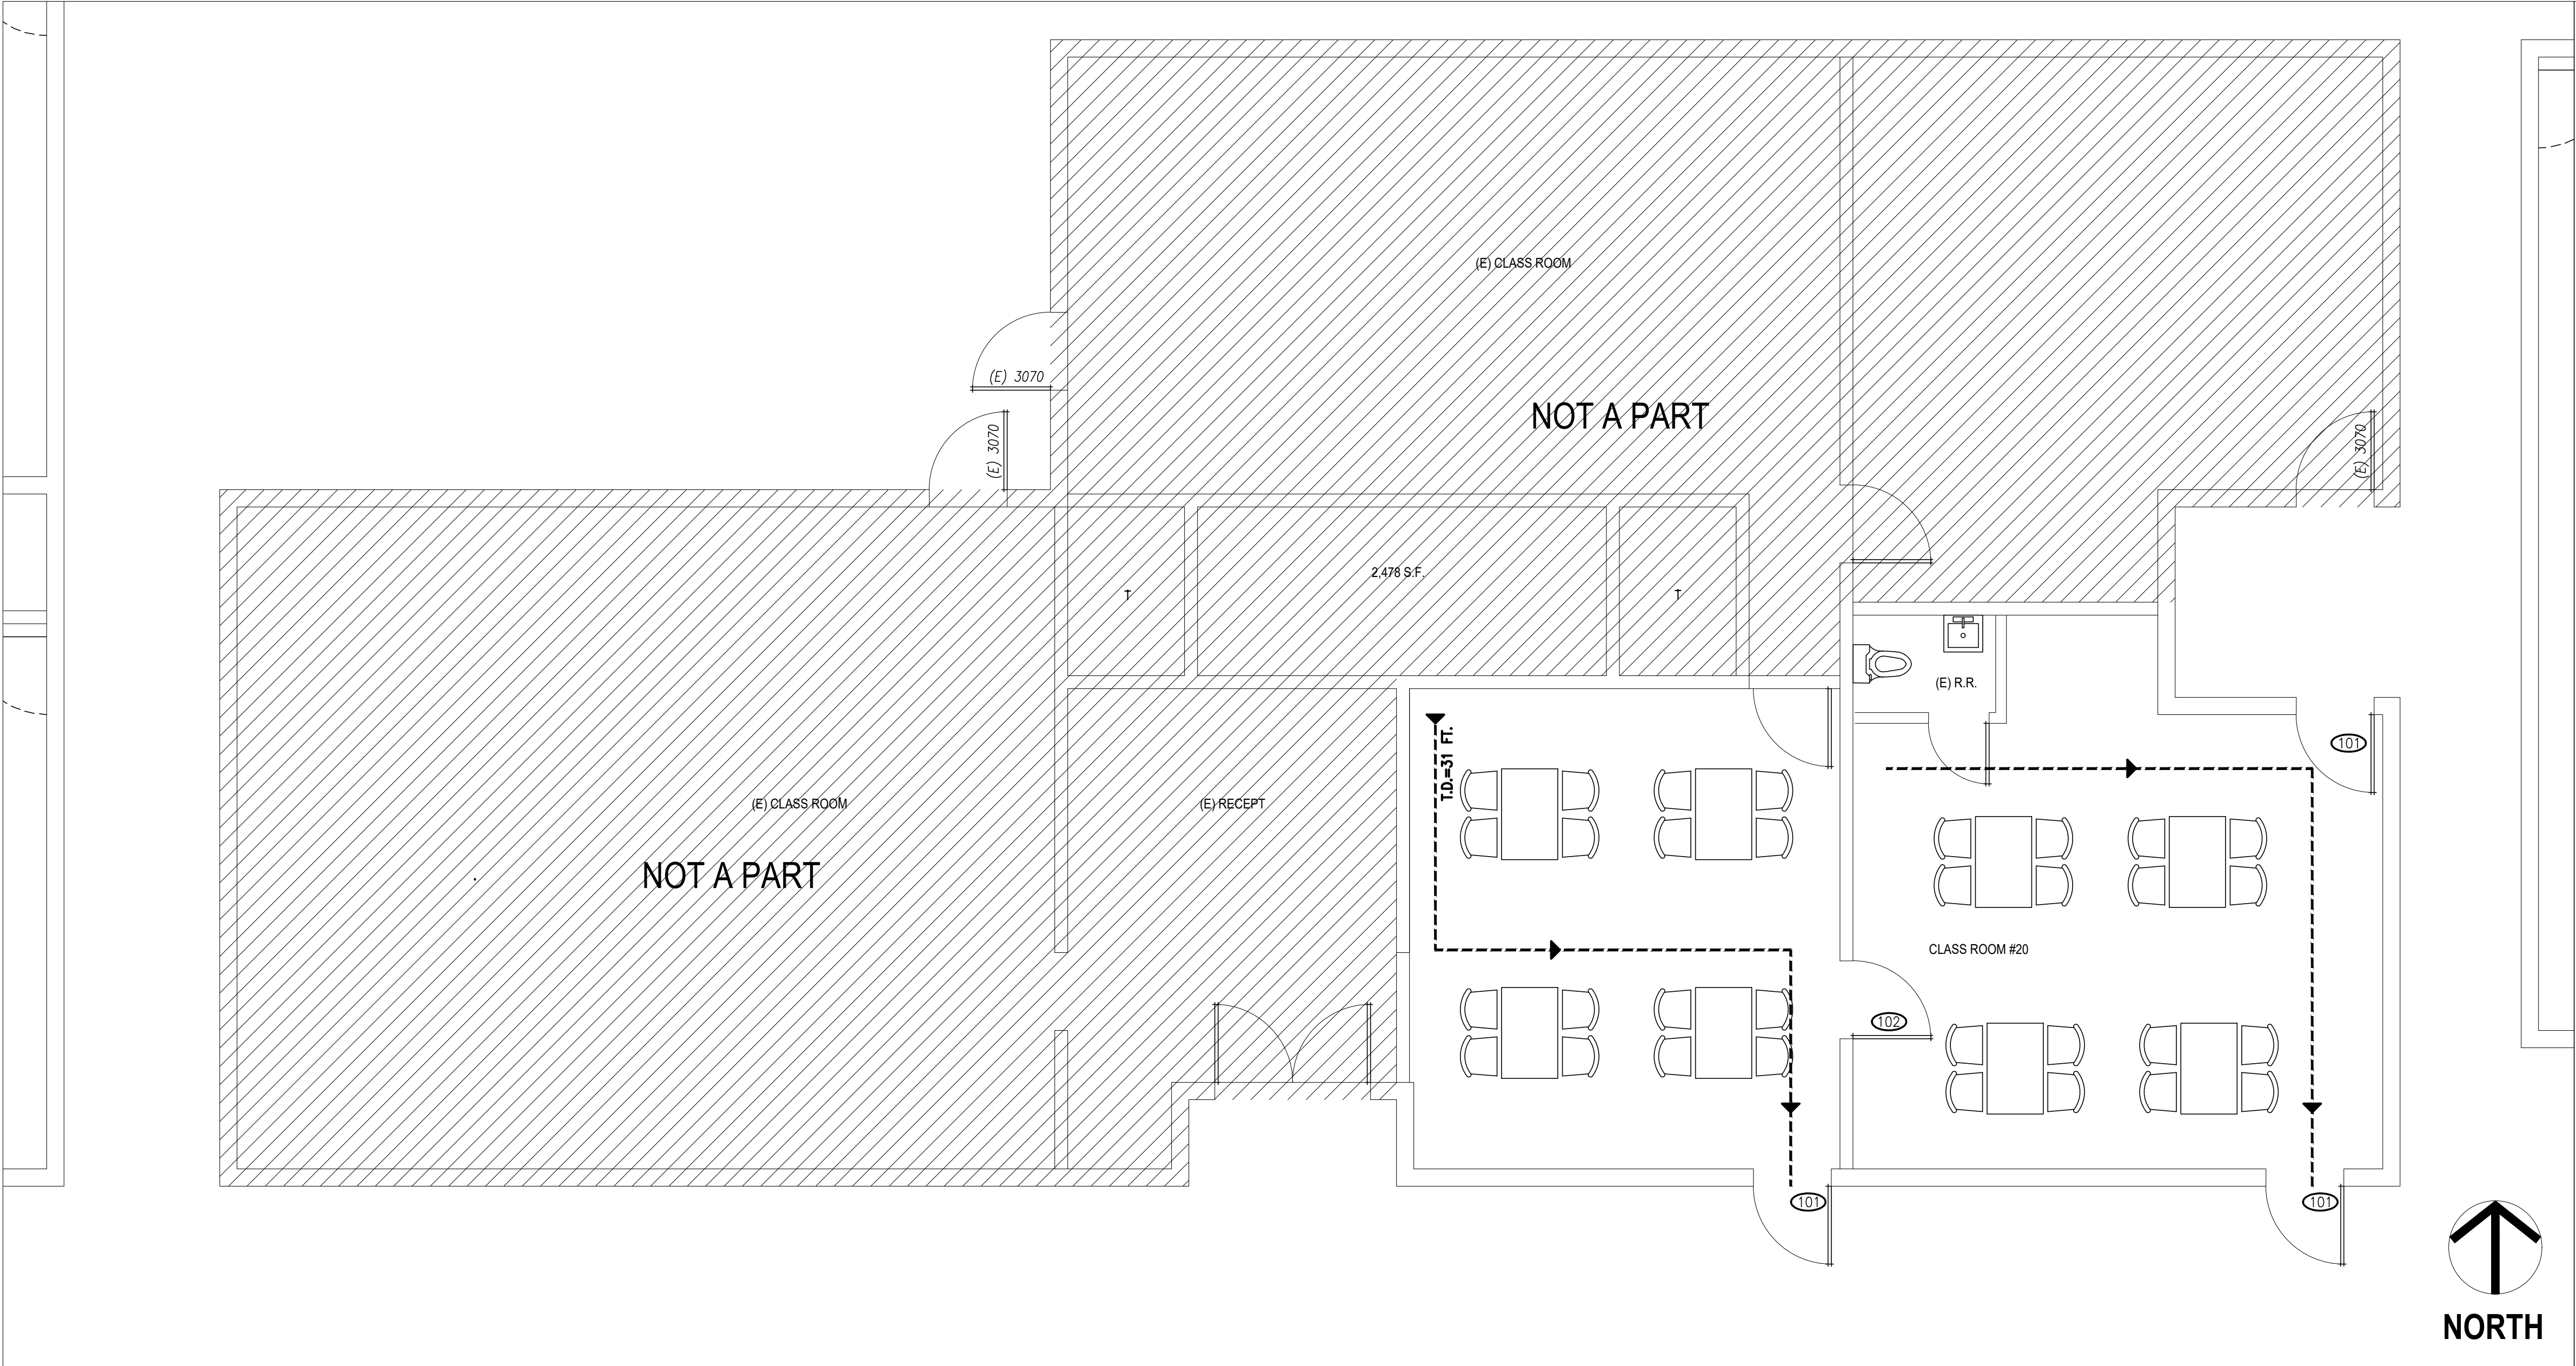 (E) CLASS ROOM
(E) 3070
NOT A PART
(E) 3070
(E) 3070
2,478 S.F.
T
T
(E) R.R.
T.D.=31 FT.
101
(E) CLASS ROOM
(E) RECEPT
NOT A PART
CLASS ROOM #20
102
101
101
NORTH